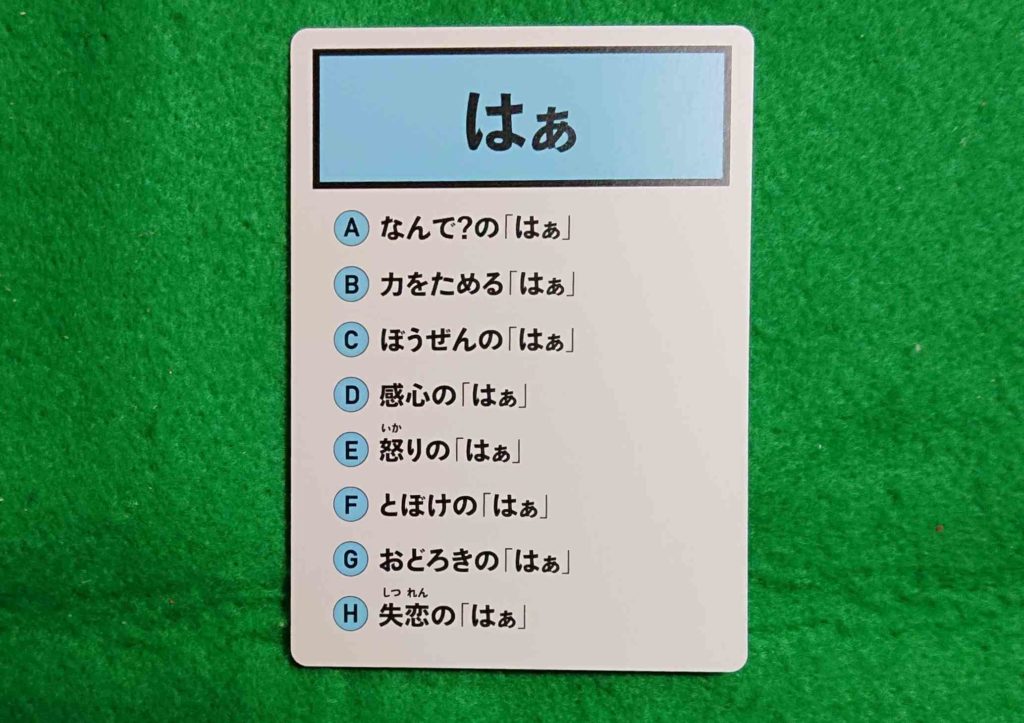 はぁ
A なんで?の「はぁ」
B 力をためる「はぁ」
C ぼうぜんの「はぁ」
D 感心の「はぁ」
いか
E 怒りの「はぁ」
F とぼけの「はぁ」
G おどろきの「はぁ」
しつ れん
H 失恋の「はぁ」